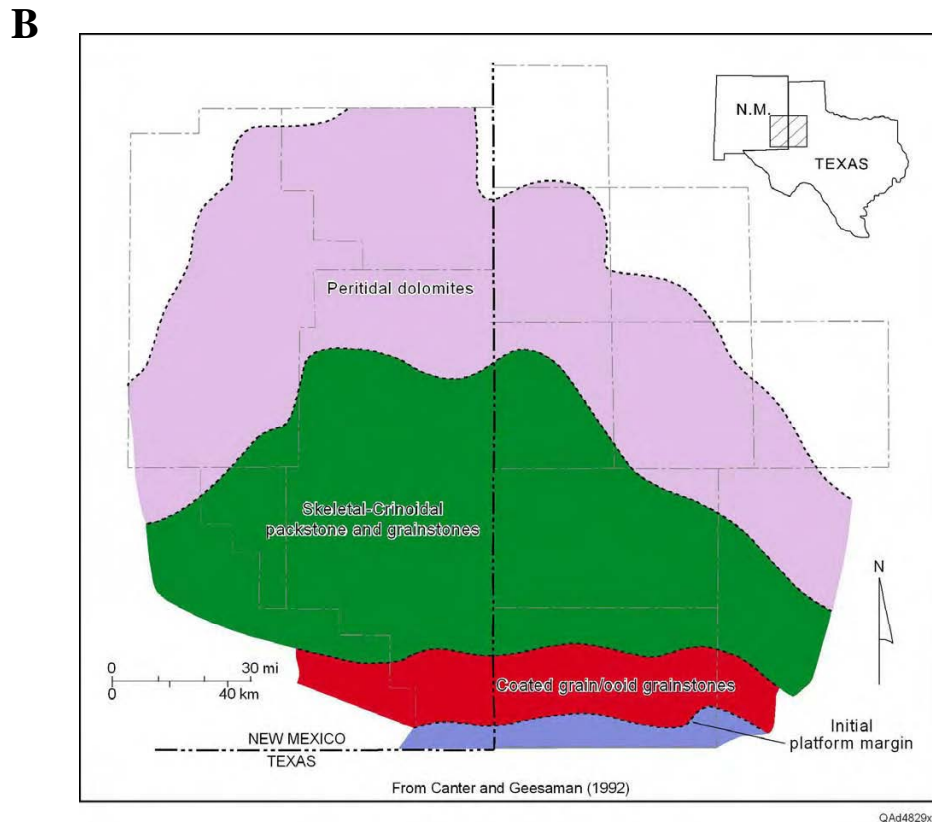 B
N.M.
TEXAS
Peritidal dolomites
Skeletal-Crinoidal
packstone and grainstones
N
0 30 mi
0 40 km
Coated grain/ooid grainstones
Initial
platform margin
NEW MEXICO
TEXAS
From Canter and Geesaman (1992)
QAd4829x